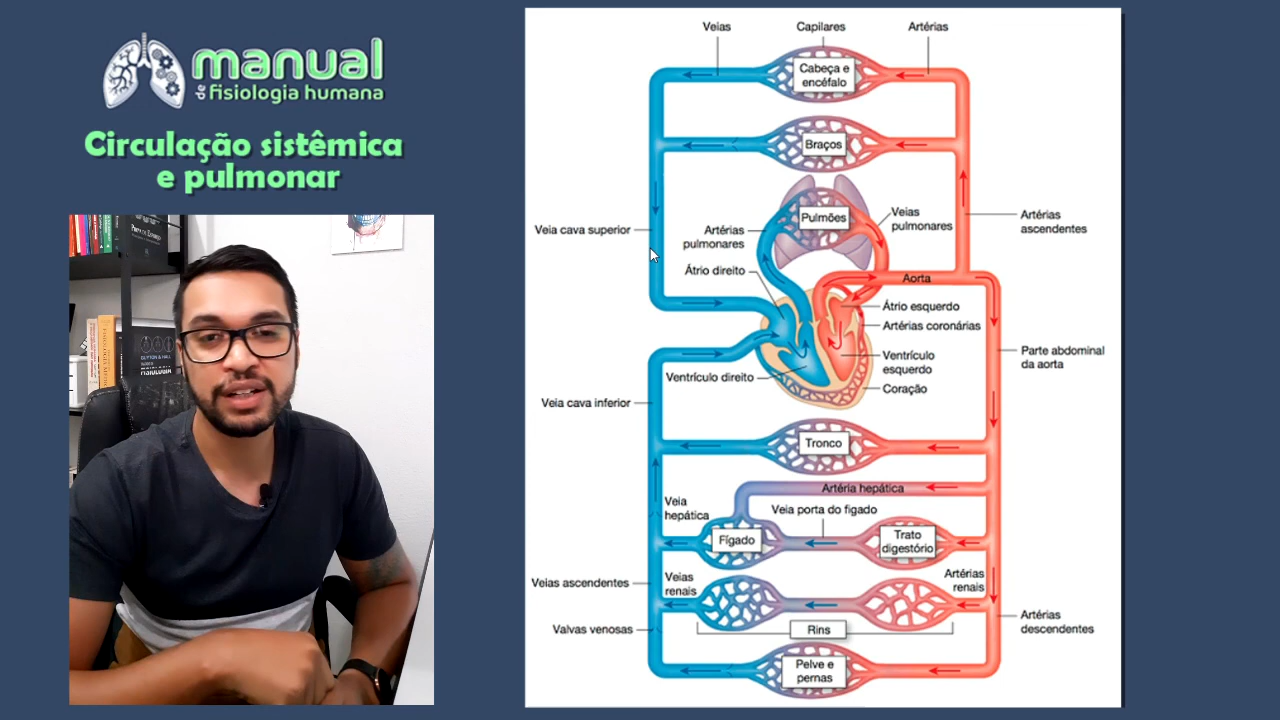 manual
de fisiologia humana
Circulação sistêmica
e pulmonar
Veias
Capilares
Artérias
Cabeça e
encéfalo
Braços
Pulmões
Veias
pulmonares
Artérias
pulmonares
Artérias
ascendentes
Veia cava superior
Átrio direito
Aorta
Átrio esquerdo
Artérias coronárias
Ventrículo
esquerdo
Parte abdominal
da aorta
Ventrículo direito
Coração
Veia cava inferior
Tronco
Artéria hepática
Veia
hepática
Veia porta do fígado
Fígado
Trato
digestório
Veias ascendentes
Veias
renais
Artérias
renais
Valvas venosas
Rins
Artérias
descendentes
Pelve e
pernas